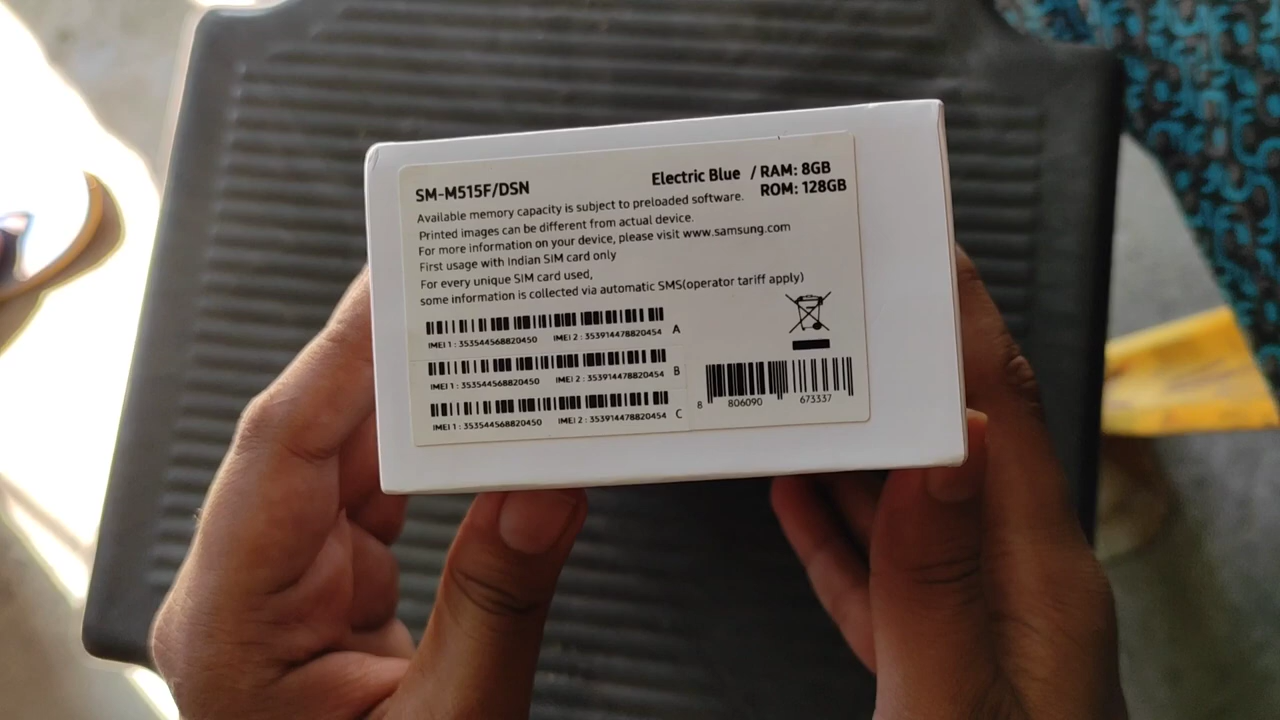 SM-M515F/DSN
Electric Blue / RAM: 8GB
ROM: 128GB
Available memory capacity is subject to preloaded software.
Printed images can be different from actual device.
For more information on your device, please visit www.samsung.com
First usage with Indian SIM card only
For every unique SIM card used,
some information is collected via automatic SMS(operator tariff apply)
IMEI 1 : 353544568820450 IMEI 2 : 353914478820454 A
IMEI 1 : 353544568820450 IMEI 2 : 353914478820454 B
IMEI 1 : 353544568820450 IMEI 2 : 353914478820454 C
8 806090 673337